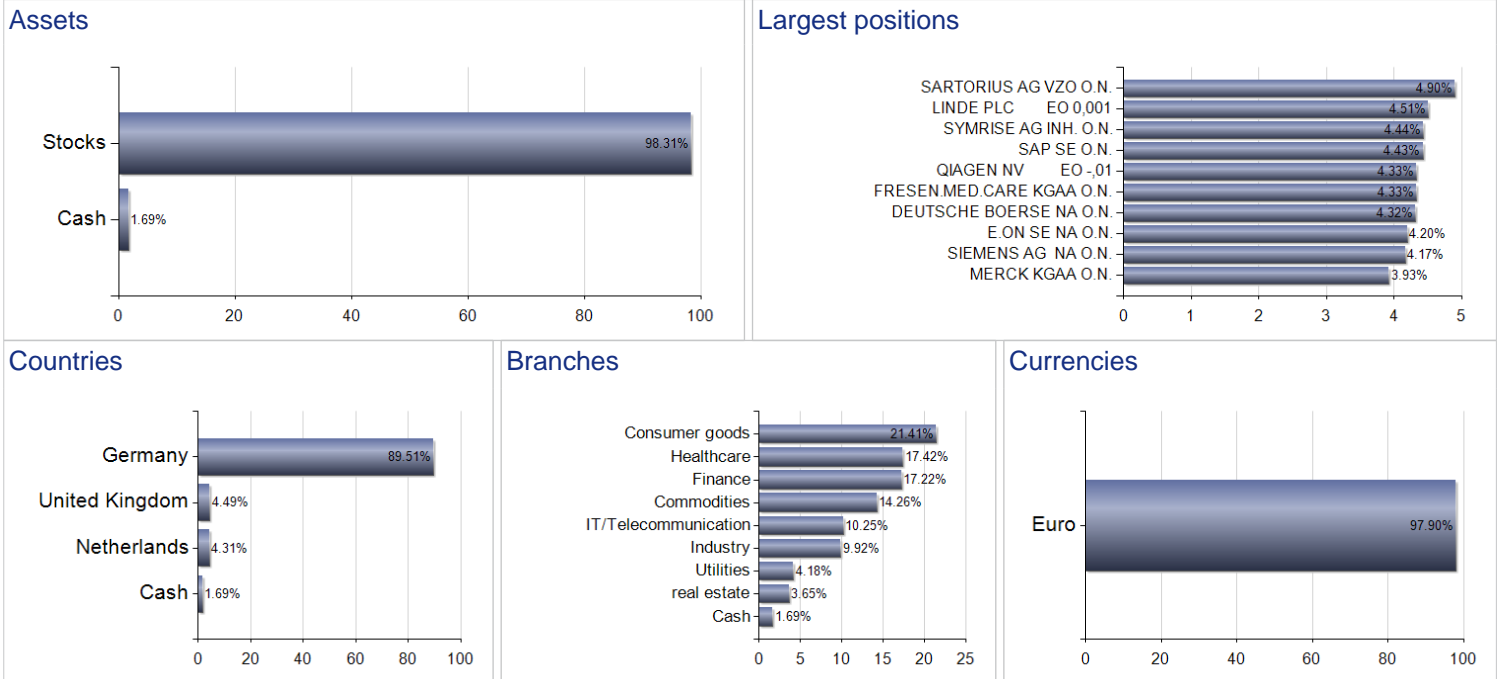 Assets
Stocks
98.31%
Cash
1.69%
0 20 40 60 80 100
Largest positions
SARTORIUS AG VZO O.N.
4.90%
LINDE PLC EO 0,001
4.51%
SYMRISE AG INH. O.N.
4.44%
SAP SE O.N.
4.43%
QIAGEN NV EO -,01
4.33%
FRESEN.MED.CARE KGAA O.N.
4.33%
DEUTSCHE BOERSE NA O.N.
4.32%
E.ON SE NA O.N.
4.20%
SIEMENS AG NA O.N.
4.17%
MERCK KGAA O.N.
3.93%
0 1 2 3 4 5
Countries
Germany
89.51%
United Kingdom
4.49%
Netherlands
4.31%
Cash
1.69%
0 20 40 60 80 100
Branches
Consumer goods
21.41%
Healthcare
17.42%
Finance
17.22%
Commodities
14.26%
IT/Telecommunication
10.25%
Industry
9.92%
Utilities
4.18%
real estate
3.65%
Cash
1.69%
0 5 10 15 20 25
Currencies
Euro
97.90%
0 20 40 60 80 100